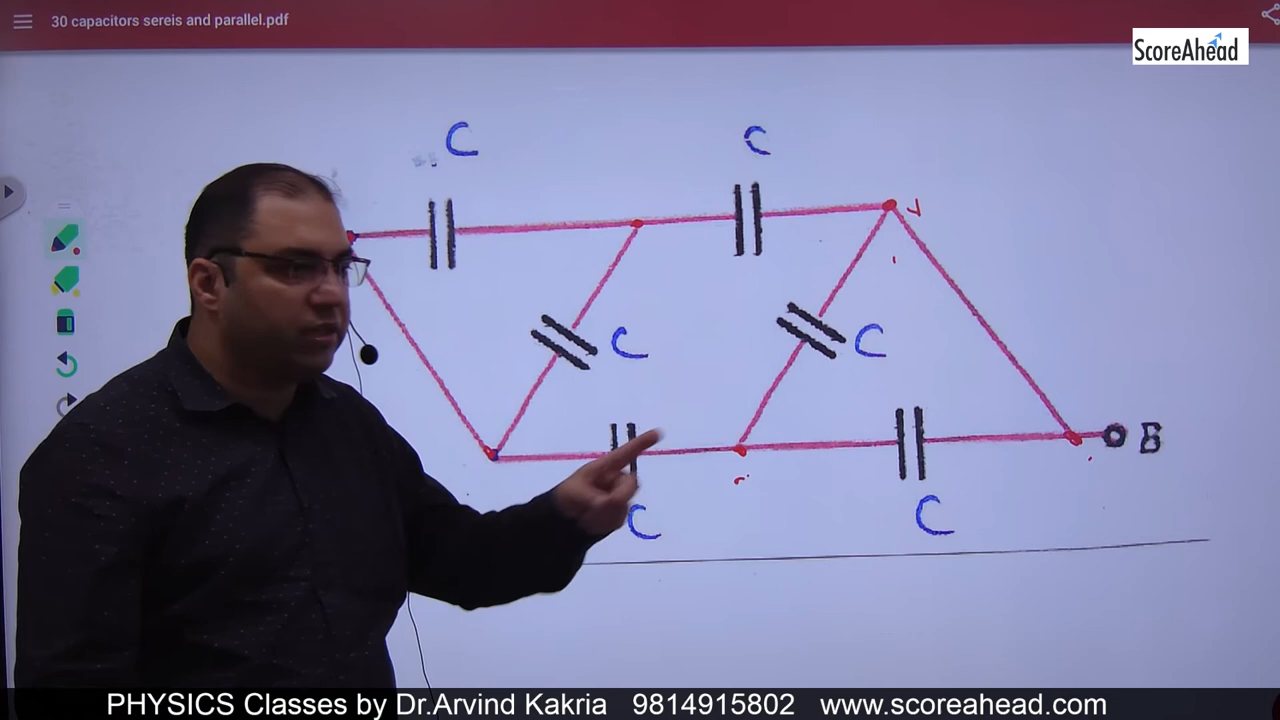 30 capacitors sereis and parallel.pdf
ScoreAhead
C
C
C
C
B
C
C
PHYSICS Classes by Dr.Arvind Kakria 9814915802 www.scoreahead.com